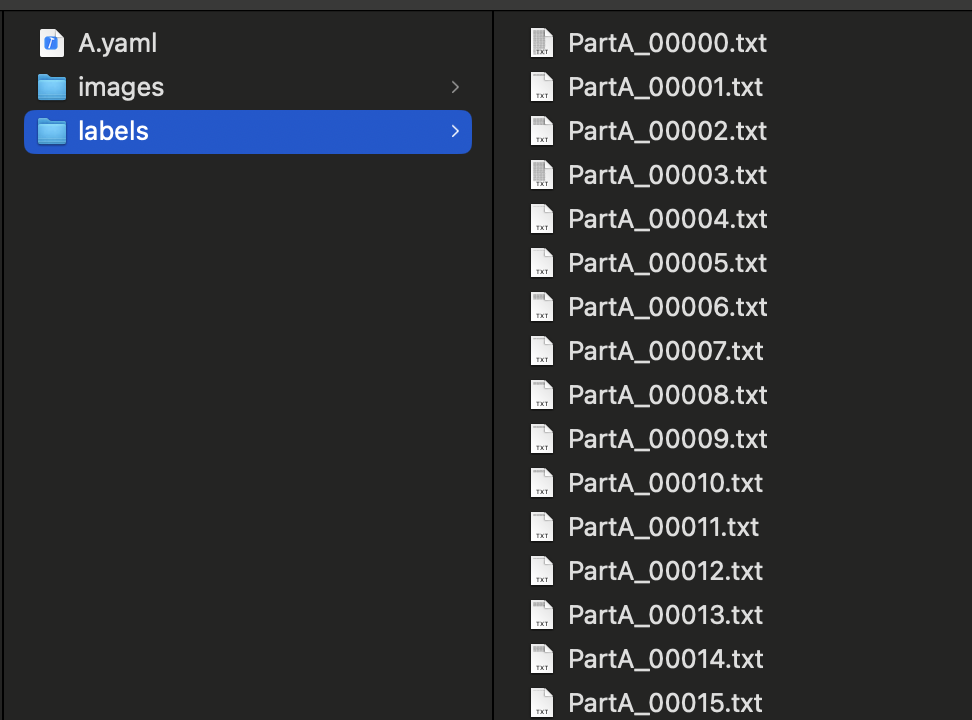 A.yaml
images
labels
PartA_00000.txt
PartA_00001.txt
PartA_00002.txt
PartA_00003.txt
PartA_00004.txt
PartA_00005.txt
PartA_00006.txt
PartA_00007.txt
PartA_00008.txt
PartA_00009.txt
PartA_00010.txt
PartA_00011.txt
PartA_00012.txt
PartA_00013.txt
PartA_00014.txt
PartA_00015.txt